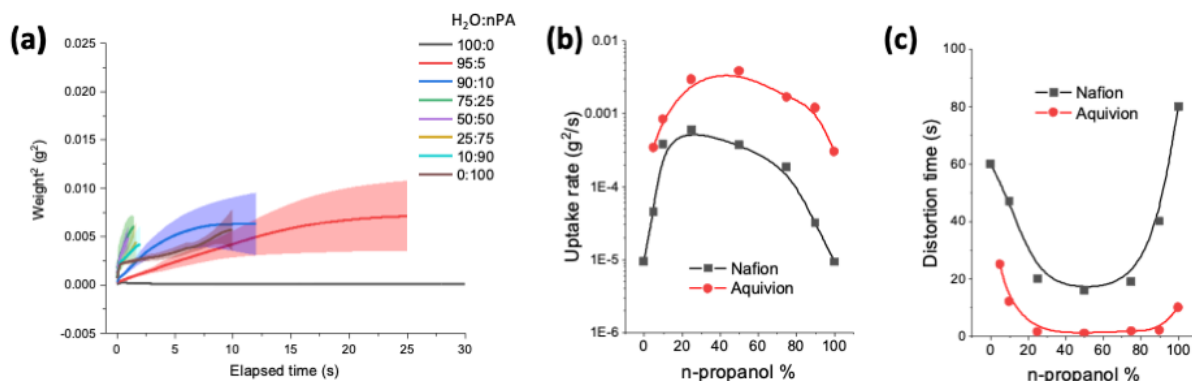 (a)
H₂O:nPA
100:0
95:5
90:10
75:25
50:50
25:75
10:90
0:100
Weight² (g²)
0.025
0.020
0.015
0.010
0.005
0.000
-0.005
0 5 10 15 20 25 30
Elapsed time (s)
(b)
Uptake rate (g²/s)
0.01
0.001
1E-4
1E-5
1E-6
Nafion
Aquivion
0 20 40 60 80 100
n-propanol %
(c)
Distortion time (s)
100
80
60
40
20
0
Nafion
Aquivion
0 20 40 60 80 100
n-propanol %